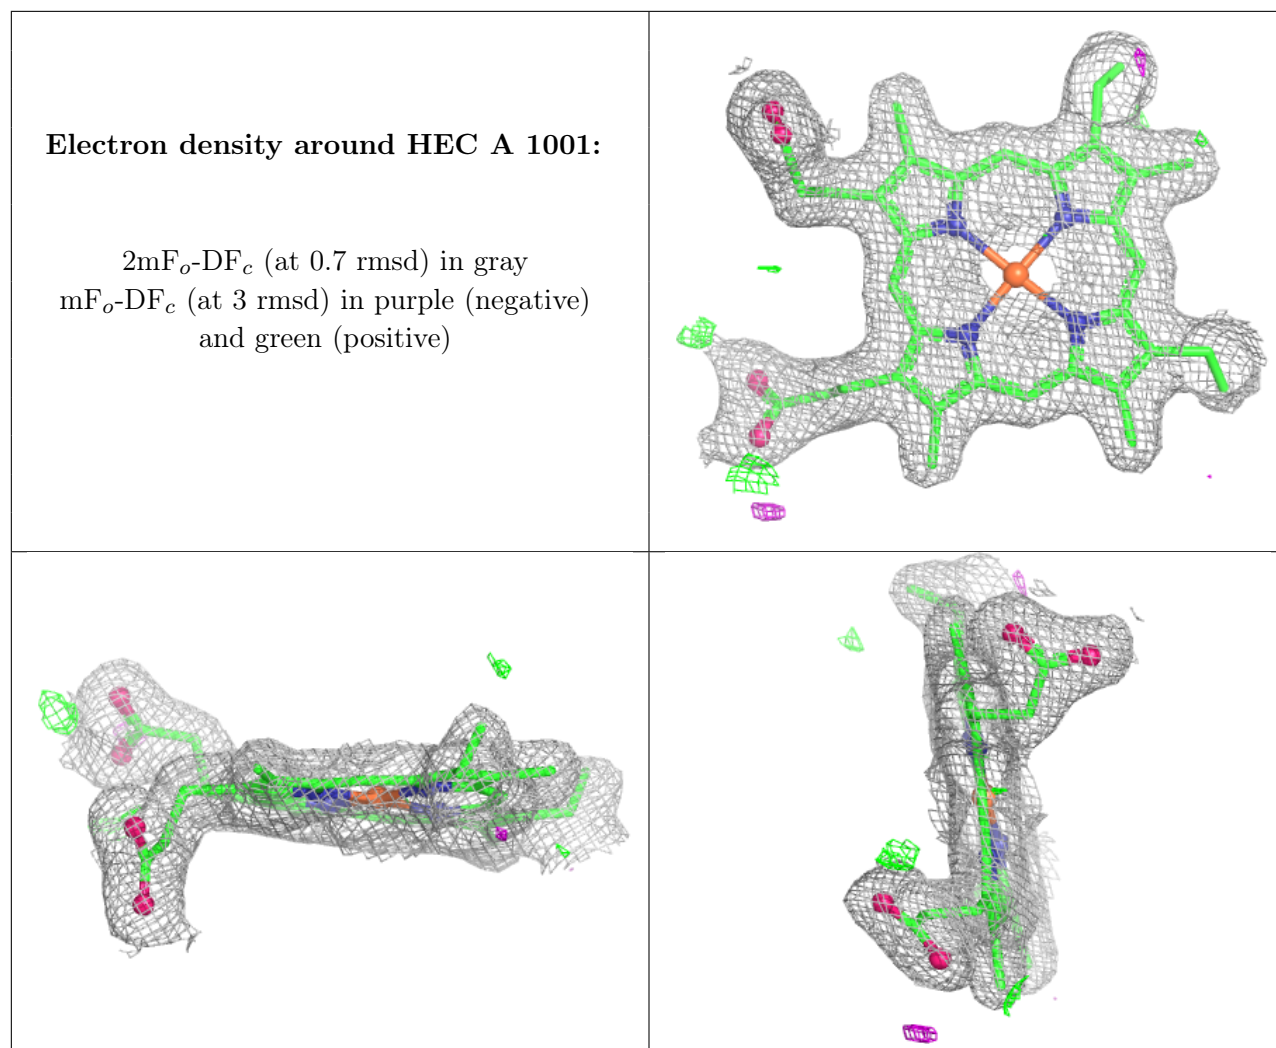 Electron density around HEC A 1001:
2mFo-DFc (at 0.7 rmsd) in gray
mFo-DFc (at 3 rmsd) in purple (negative)
and green (positive)